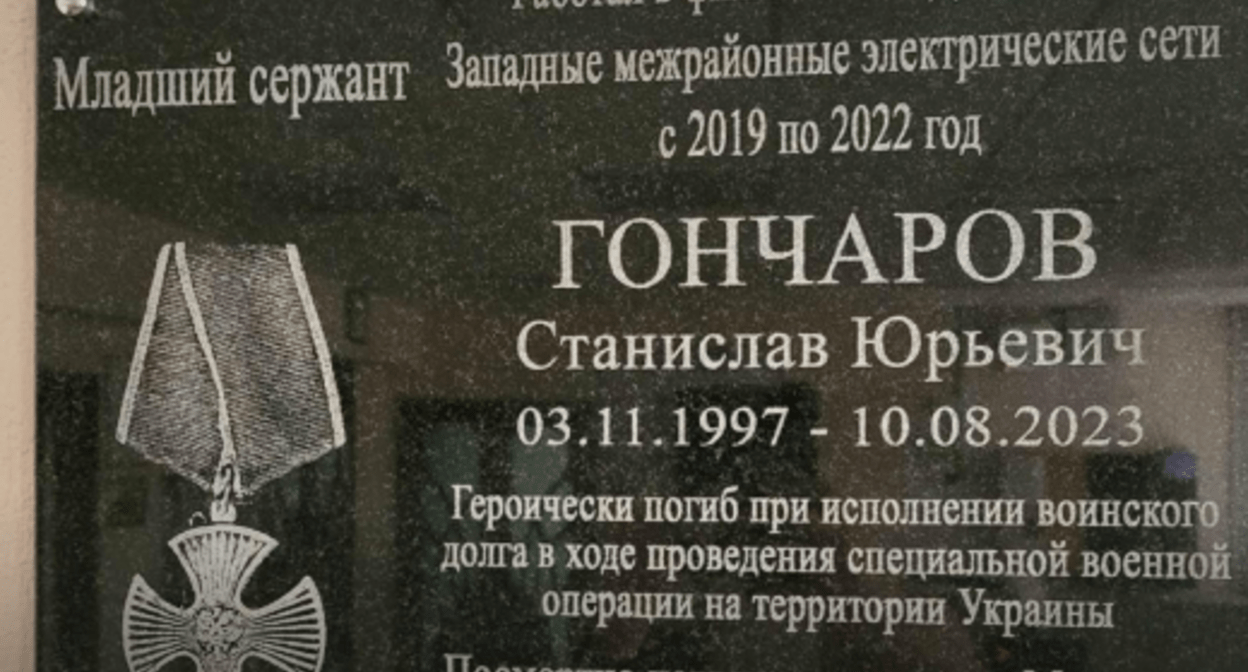 Младший сержант
Западные межрайонные электрические сети
с 2019 по 2022 год
ГОНЧАРОВ
Станислав Юрьевич
03.11.1997 - 10.08.2023
Героически погиб при исполнении воинского
долга в ходе проведения специальной военной
операции на территории Украины